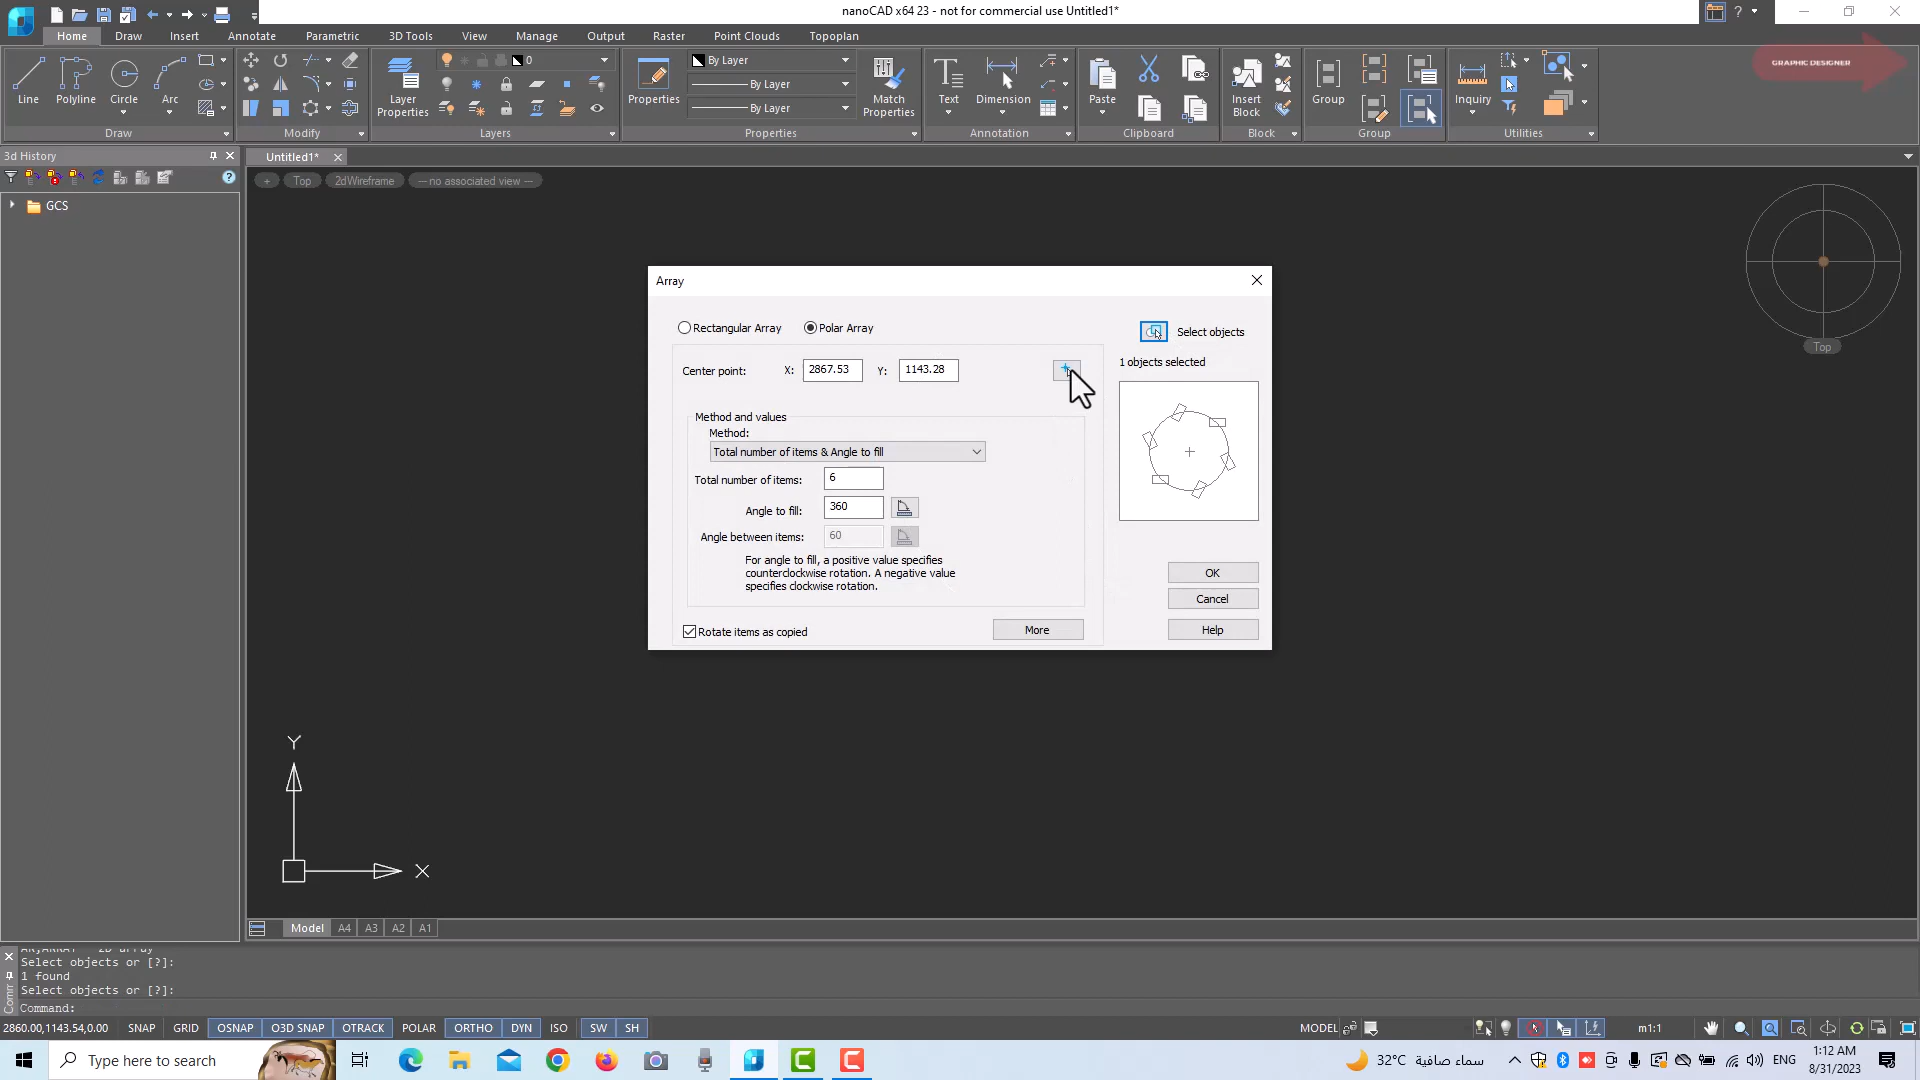 nanoCAD x64 23 - not for commercial use Untitled1*
Home Draw Insert Annotate Parametric 3D Tools View Manage Output Raster Point Clouds Topoplan
GRAPHIC DESIGNER
0
By Layer
By Layer
By Layer
Line Polyline Circle Arc
Layer Properties
Properties
Match Properties
Text Dimension
Paste
Insert Block
Group
Inquiry
Draw Modify Layers Properties Annotation Clipboard Block Group Utilities
3d History
Untitled1*
+ Top 2dWireframe — no associated view —
GCS
Top
Array
Rectangular Array Polar Array
Select objects
1 objects selected
Center point: X: 2867.53 Y: 1143.28
Method and values
Method:
Total number of items & Angle to fill
Total number of items: 6
Angle to fill: 360
Angle between items: 60
For angle to fill, a positive value specifies
counterclockwise rotation. A negative value
specifies clockwise rotation.
Rotate items as copied
More
OK
Cancel
Help
Y
X
Model A4 A3 A2 A1
AR,ARRAY - 2D array
Select objects or [?]:
1 found
Select objects or [?]:
Command:
Comm
2860.00,1143.54,0.00 SNAP GRID OSNAP O3D SNAP OTRACK POLAR ORTHO DYN ISO SW SH MODEL m1:1
Type here to search
32°C سماء صافية
ENG
1:12 AM
8/31/2023